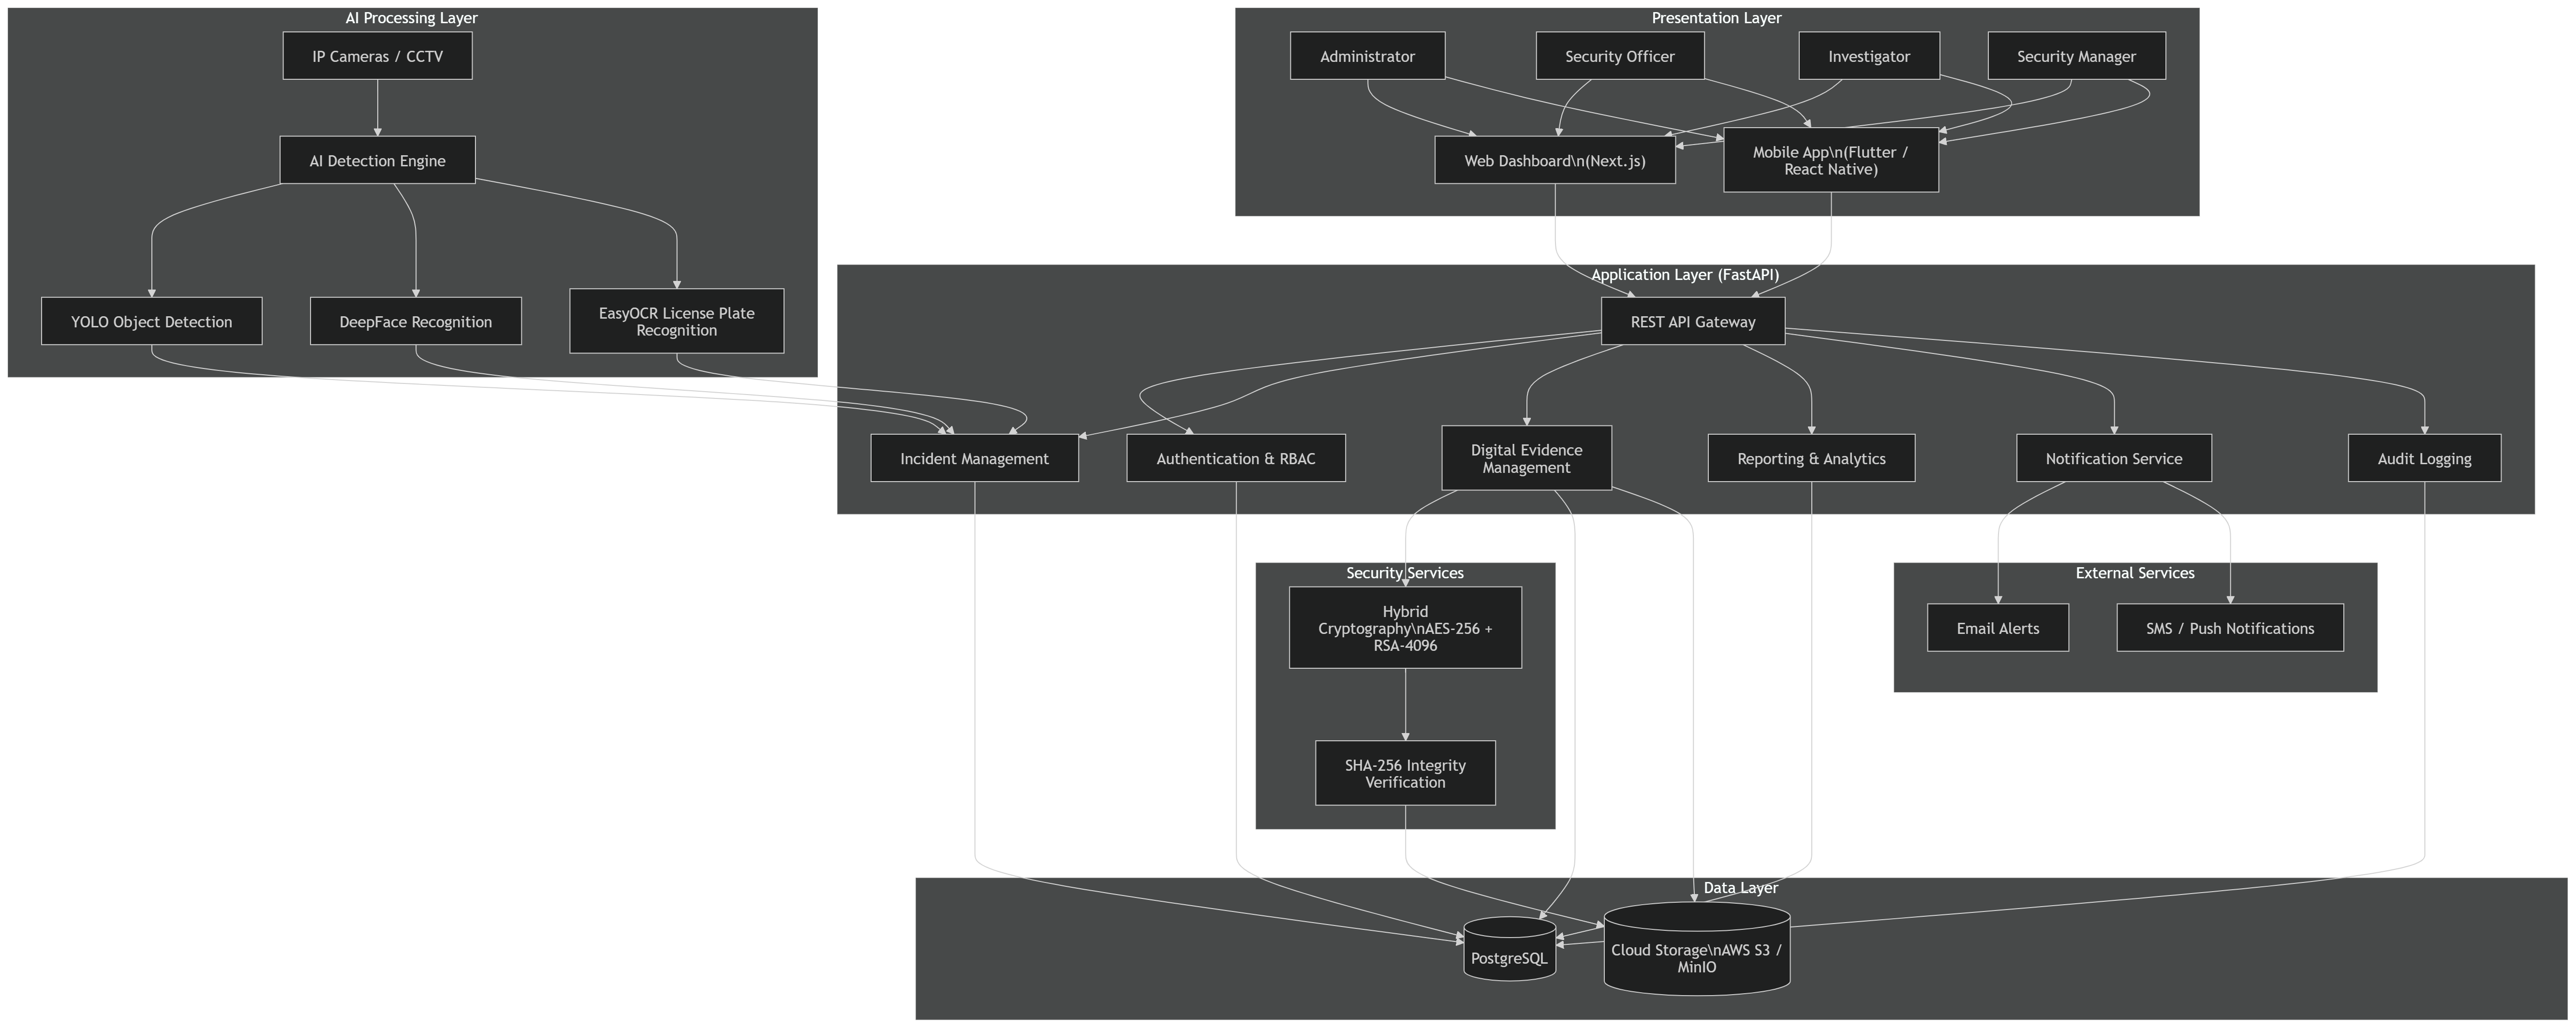 AI Processing Layer
IP Cameras / CCTV
AI Detection Engine
YOLO Object Detection
DeepFace Recognition
EasyOCR License Plate
Recognition
Presentation Layer
Administrator
Security Officer
Investigator
Security Manager
Web Dashboard\n(Next.js)
Mobile App\n(Flutter /
React Native)
Application Layer (FastAPI)
REST API Gateway
Incident Management
Authentication & RBAC
Digital Evidence
Management
Reporting & Analytics
Notification Service
Audit Logging
Security Services
Hybrid
Cryptography\nAES-256 +
RSA-4096
SHA-256 Integrity
Verification
External Services
Email Alerts
SMS / Push Notifications
Data Layer
PostgreSQL
Cloud Storage\nAWS S3 /
MinIO